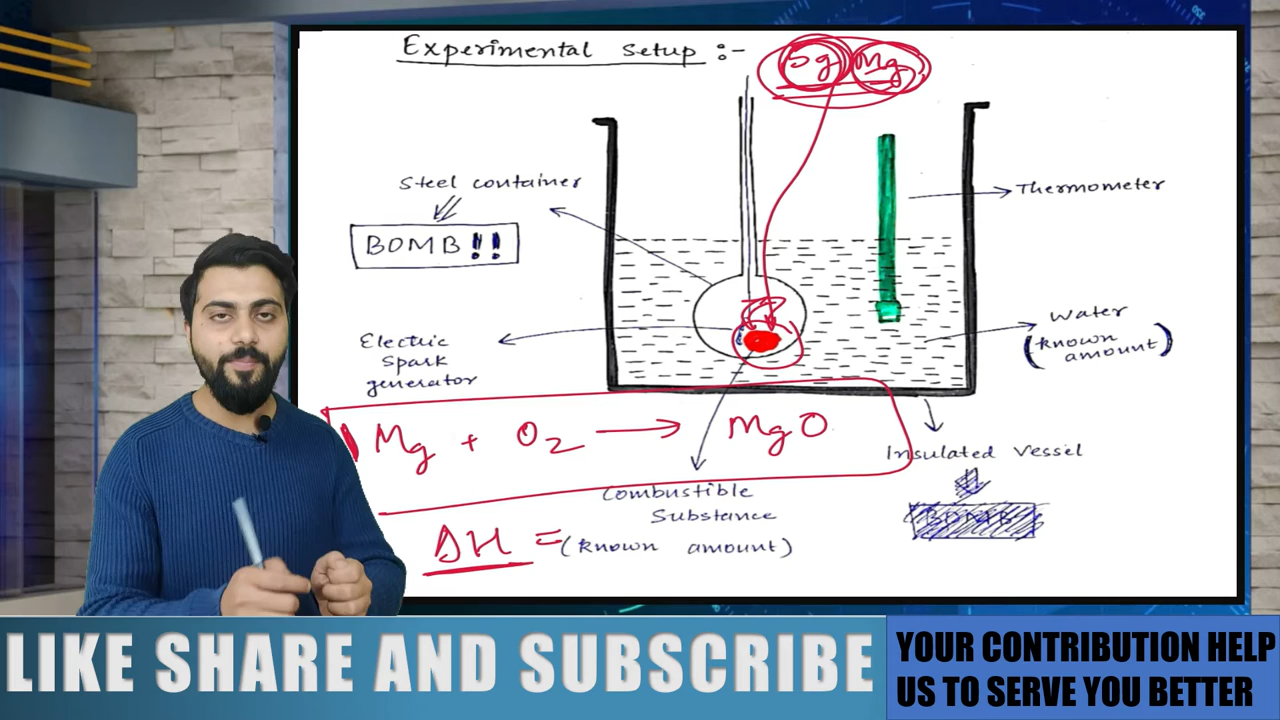 Experimental Setup :-
5g Mg
Steel container
BOMB!!
Thermometer
Electric
Spark
generator
Water
(known
amount)
Mg + O2 → MgO
Insulated Vessel
BOMB
Combustible
Substance
(known amount)
ΔH =
LIKE SHARE AND SUBSCRIBE
YOUR CONTRIBUTION HELP
US TO SERVE YOU BETTER